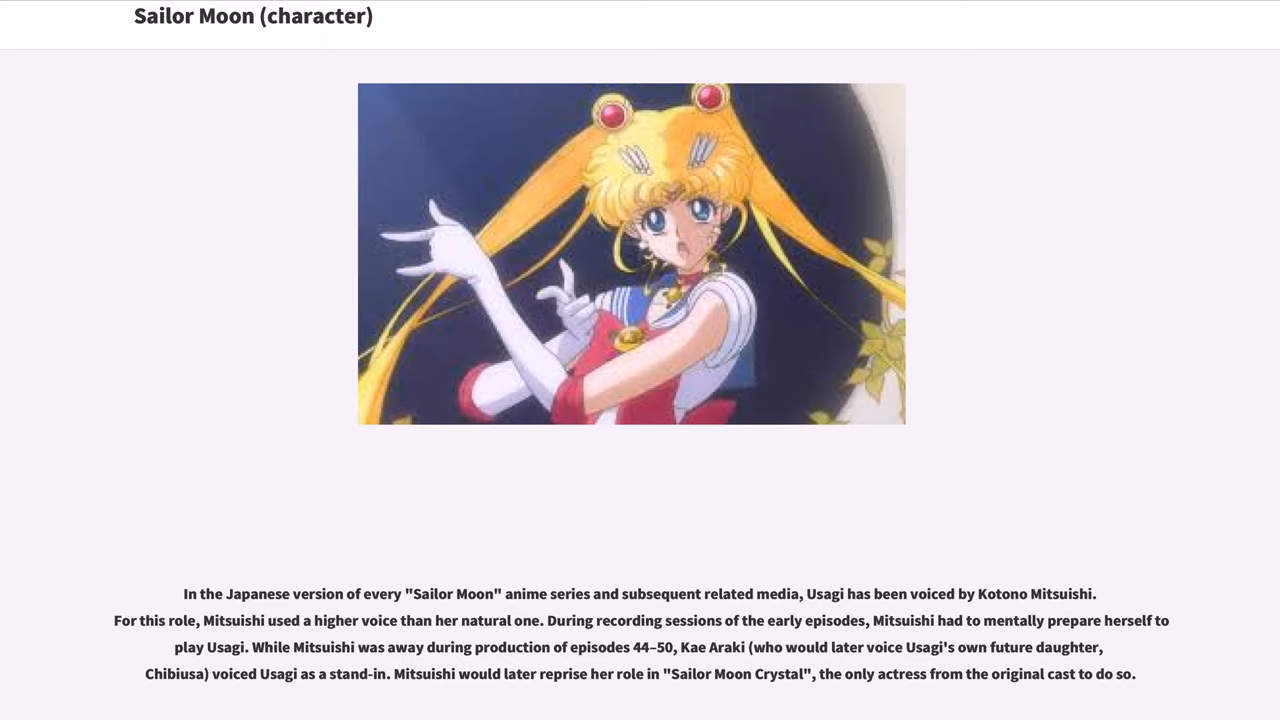 Sailor Moon (character)
In the Japanese version of every "Sailor Moon" anime series and subsequent related media, Usagi has been voiced by Kotono Mitsuishi.
For this role, Mitsuishi used a higher voice than her natural one. During recording sessions of the early episodes, Mitsuishi had to mentally prepare herself to
play Usagi. While Mitsuishi was away during production of episodes 44–50, Kae Araki (who would later voice Usagi's own future daughter,
Chibiusa) voiced Usagi as a stand-in. Mitsuishi would later reprise her role in "Sailor Moon Crystal", the only actress from the original cast to do so.